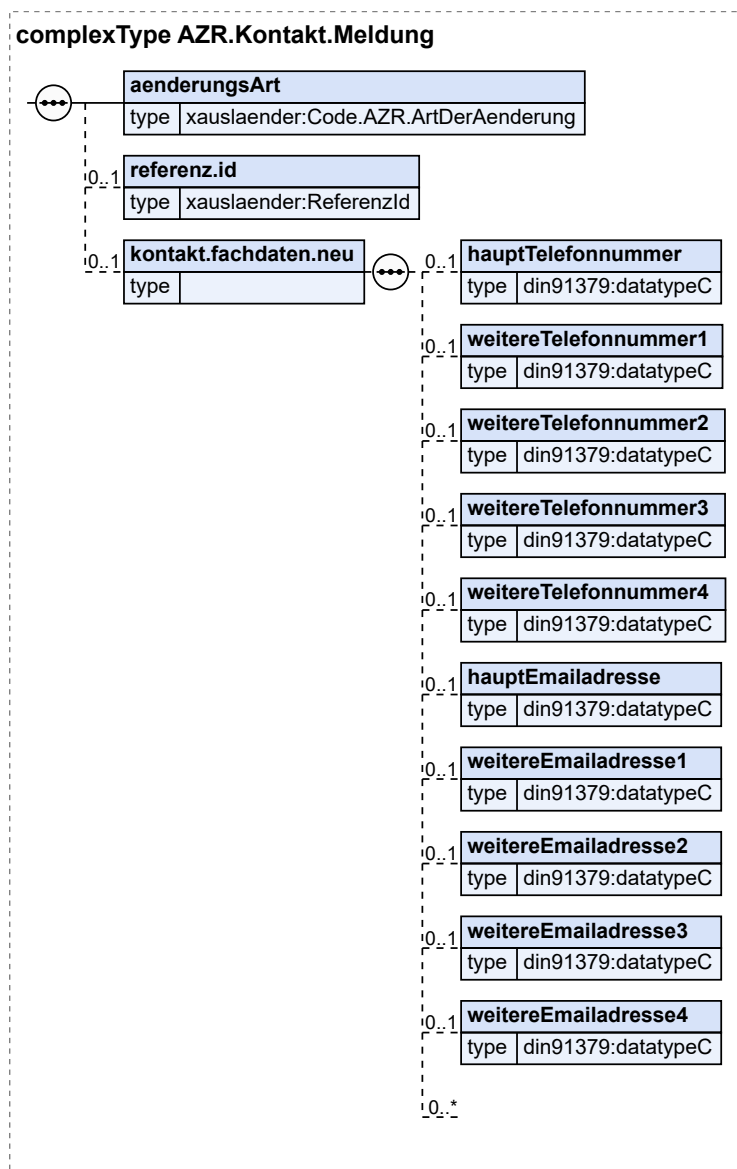 complexType AZR.Kontakt.Meldung
aenderungsArt
type xauslaender:Code.AZR.ArtDerAenderung
0..1 referenz.id
type xauslaender:ReferenzId
0..1 kontakt.fachdaten.neu
type
0..1 hauptTelefonnummer
type din91379:datatypeC
0..1 weitereTelefonnummer1
type din91379:datatypeC
0..1 weitereTelefonnummer2
type din91379:datatypeC
0..1 weitereTelefonnummer3
type din91379:datatypeC
0..1 weitereTelefonnummer4
type din91379:datatypeC
0..1 hauptEmailadresse
type din91379:datatypeC
0..1 weitereEmailadresse1
type din91379:datatypeC
0..1 weitereEmailadresse2
type din91379:datatypeC
0..1 weitereEmailadresse3
type din91379:datatypeC
0..1 weitereEmailadresse4
type din91379:datatypeC
0..*